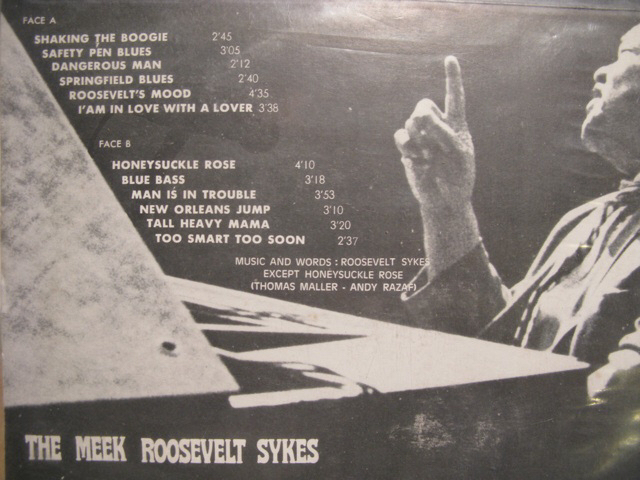 FACE A
SHAKING THE BOOGIE 2'45
SAFETY PEN BLUES 3'05
DANGEROUS MAN 2'12
SPRINGFIELD BLUES 2'40
ROOSEVELT'S MOOD 4'35
I'AM IN LOVE WITH A LOVER 3'38
FACE B
HONEYSUCKLE ROSE 4'10
BLUE BASS 3'18
MAN IS IN TROUBLE 3'53
NEW ORLEANS JUMP 3'10
TALL HEAVY MAMA 3'20
TOO SMART TOO SOON 2'37
MUSIC AND WORDS : ROOSEVELT SYKES
EXCEPT HONEYSUCKLE ROSE
(THOMAS MALLER - ANDY RAZAF)
THE MEEK ROOSEVELT SYKES